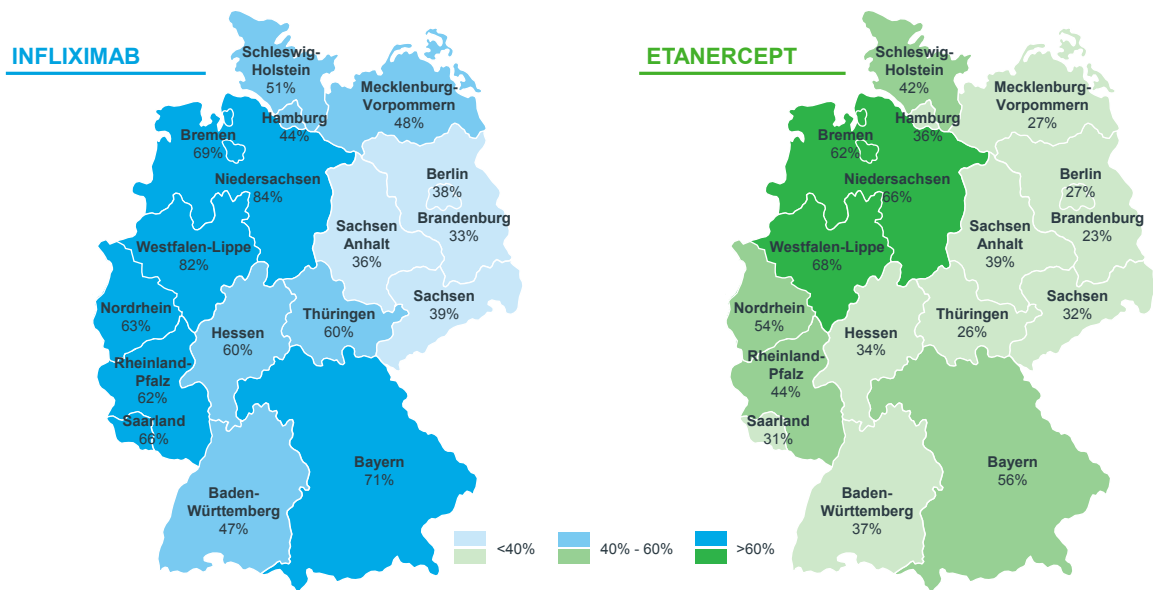 INFLIXIMAB
Schleswig-
Holstein
51%
Mecklenburg-
Vorpommern
48%
Hamburg
44%
Bremen
69%
Niedersachsen
84%
Berlin
38%
Brandenburg
33%
Sachsen
Anhalt
36%
Westfalen-Lippe
82%
Sachsen
39%
Nordrhein
63%
Thüringen
60%
Hessen
60%
Rheinland-
Pfalz
62%
Saarland
66%
Bayern
71%
Baden-
Württemberg
47%
ETANERCEPT
Schleswig-
Holstein
42%
Mecklenburg-
Vorpommern
27%
Hamburg
36%
Bremen
62%
Niedersachsen
66%
Berlin
27%
Brandenburg
23%
Sachsen
Anhalt
39%
Westfalen-Lippe
68%
Sachsen
32%
Nordrhein
54%
Thüringen
26%
Hessen
34%
Rheinland-
Pfalz
44%
Saarland
31%
Bayern
56%
Baden-
Württemberg
37%
<40%
40% - 60%
>60%